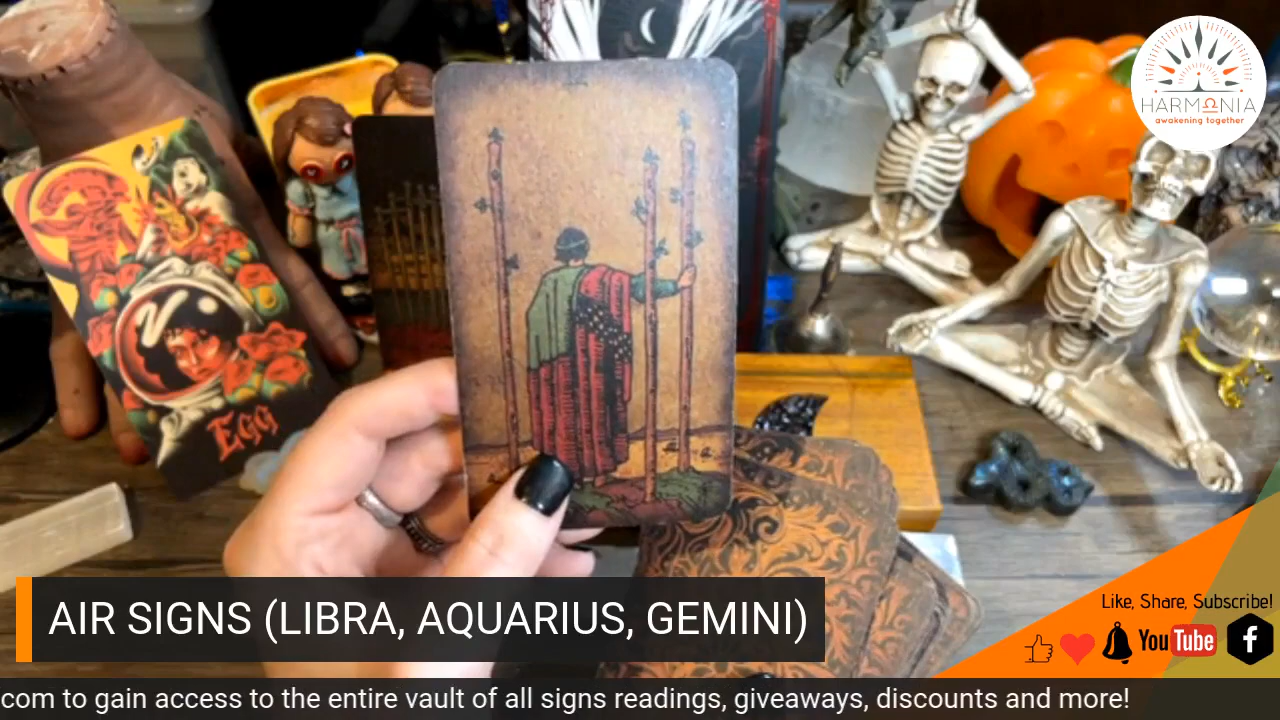 HARMΩNIA
awakening together
EGG
AIR SIGNS (LIBRA, AQUARIUS, GEMINI)
Like, Share, Subscribe!
YouTube
f
com to gain access to the entire vault of all signs readings, giveaways, discounts and more!